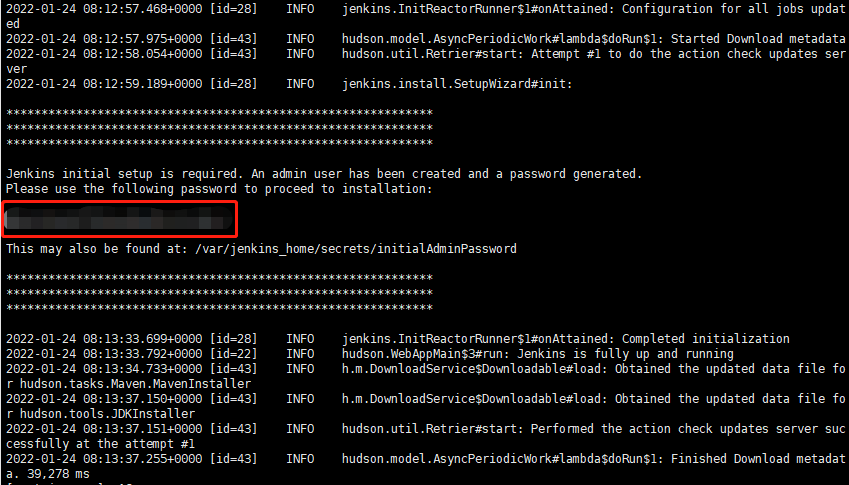 2022-01-24 08:12:57.468+0000 [id=28]    INFO    jenkins.InitReactorRunner$1#onAttained: Configuration for all jobs updat
ed
2022-01-24 08:12:57.975+0000 [id=43]    INFO    hudson.model.AsyncPeriodicWork#lambda$doRun$1: Started Download metadata
2022-01-24 08:12:58.054+0000 [id=43]    INFO    hudson.util.Retrier#start: Attempt #1 to do the action check updates ser
ver
2022-01-24 08:12:59.189+0000 [id=28]    INFO    jenkins.install.SetupWizard#init:
*************************************************************
*************************************************************
*************************************************************
Jenkins initial setup is required. An admin user has been created and a password generated.
Please use the following password to proceed to installation:
This may also be found at: /var/jenkins_home/secrets/initialAdminPassword
*************************************************************
*************************************************************
*************************************************************
2022-01-24 08:13:33.699+0000 [id=28]    INFO    jenkins.InitReactorRunner$1#onAttained: Completed initialization
2022-01-24 08:13:33.792+0000 [id=22]    INFO    hudson.WebAppMain$3#run: Jenkins is fully up and running
2022-01-24 08:13:34.733+0000 [id=43]    INFO    h.m.DownloadService$Downloadable#load: Obtained the updated data file fo
r hudson.tasks.Maven.MavenInstaller
2022-01-24 08:13:37.150+0000 [id=43]    INFO    h.m.DownloadService$Downloadable#load: Obtained the updated data file fo
r hudson.tools.JDKInstaller
2022-01-24 08:13:37.151+0000 [id=43]    INFO    hudson.util.Retrier#start: Performed the action check updates server suc
cessfully at the attempt #1
2022-01-24 08:13:37.255+0000 [id=43]    INFO    hudson.model.AsyncPeriodicWork#lambda$doRun$1: Finished Download metadat
a. 39,278 ms